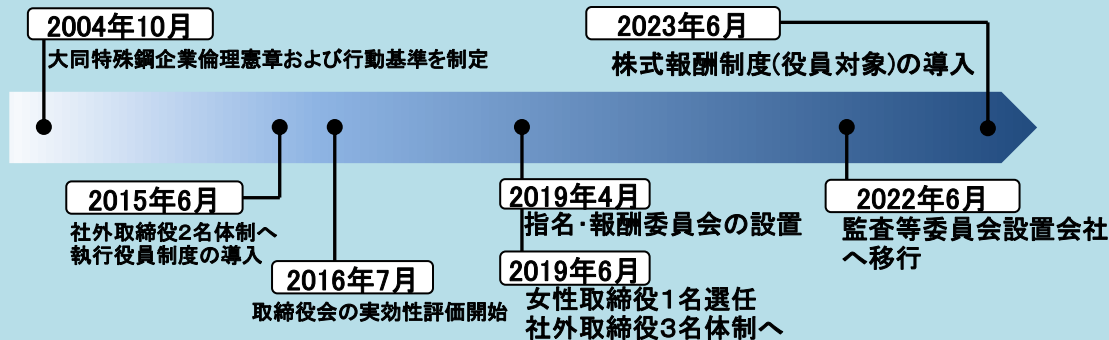 2004年10月
大同特殊鋼企業倫理憲章および行動基準を制定
2023年6月
株式報酬制度(役員対象)の導入
2015年6月
社外取締役2名体制へ
執行役員制度の導入
2016年7月
取締役会の実効性評価開始
2019年4月
指名・報酬委員会の設置
2019年6月
女性取締役1名選任
社外取締役3名体制へ
2022年6月
監査等委員会設置会社
へ移行